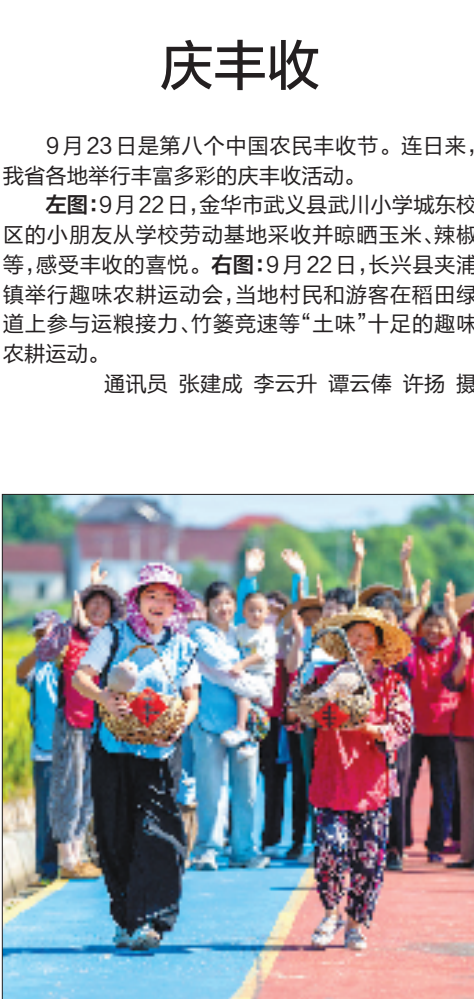 庆丰收
9月23日是第八个中国农民丰收节。连日来，
我省各地举行丰富多彩的庆丰收活动。
左图：9月22日，金华市武义县武川小学城东校
区的小朋友从学校劳动基地采收并晾晒玉米、辣椒
等，感受丰收的喜悦。右图：9月22日，长兴县夹浦
镇举行趣味农耕运动会，当地村民和游客在稻田绿
道上参与运粮接力、竹篓竞速等“土味”十足的趣味
农耕运动。
通讯员 张建成 李云升 谭云俸 许扬 摄
丰
丰